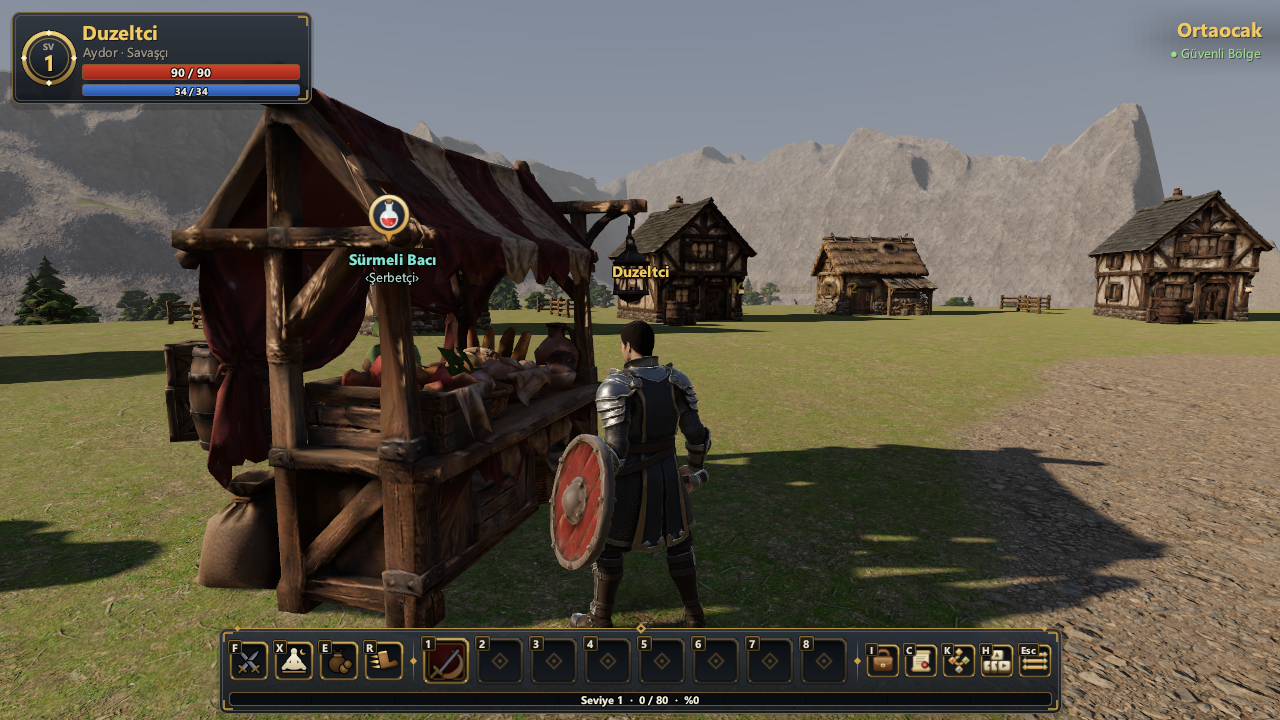 SV
1
Duzeltci
Aydor · Savaşçı
90 / 90
34 / 34
Ortaocak
Güvenli Bölge
Sürmeli Bacı
‹Şerbetçi›
Duzeltci
F
X
E
R
1
2
3
4
5
6
7
8
I
C
K
H
Esc
Seviye 1 · 0 / 80 · %0